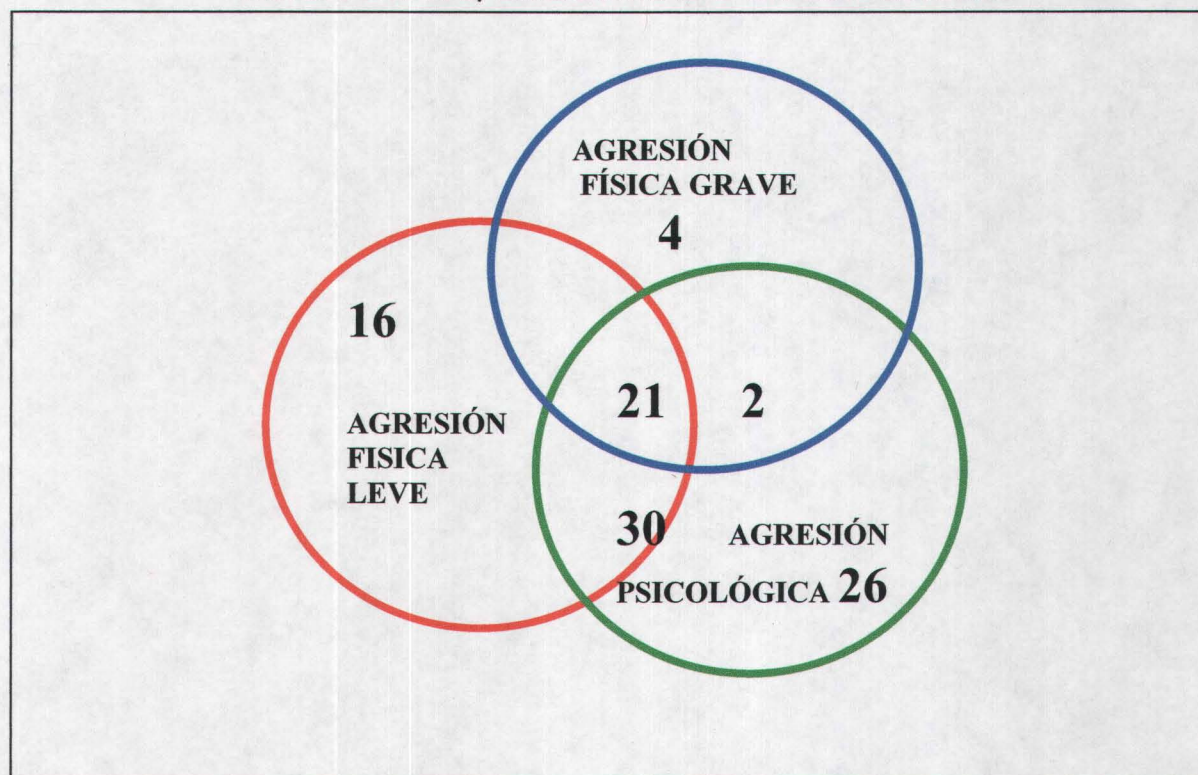 AGRESIÓN
FÍSICA GRAVE
4
16
AGRESIÓN
FISICA
LEVE
21 2
30 AGRESIÓN
PSICOLÓGICA 26